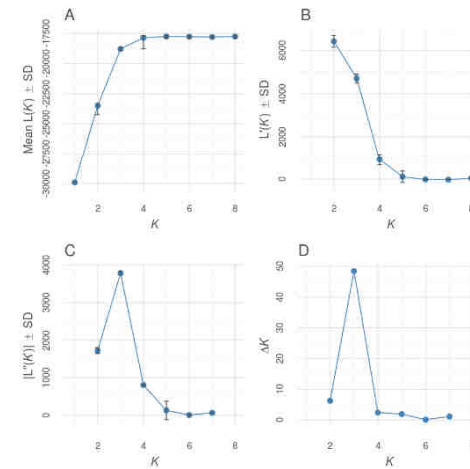 A
Mean L(K) ± SD
-17500
-20000
-22500
-25000
-27500
-30000
2 4 6 8
K
B
L'(K) ± SD
6000
4000
2000
0
2 4 6 8
K
C
|L''(K)| ± SD
4000
3000
2000
1000
0
2 4 6 8
K
D
ΔK
50
40
30
20
10
0
2 4 6 8
K